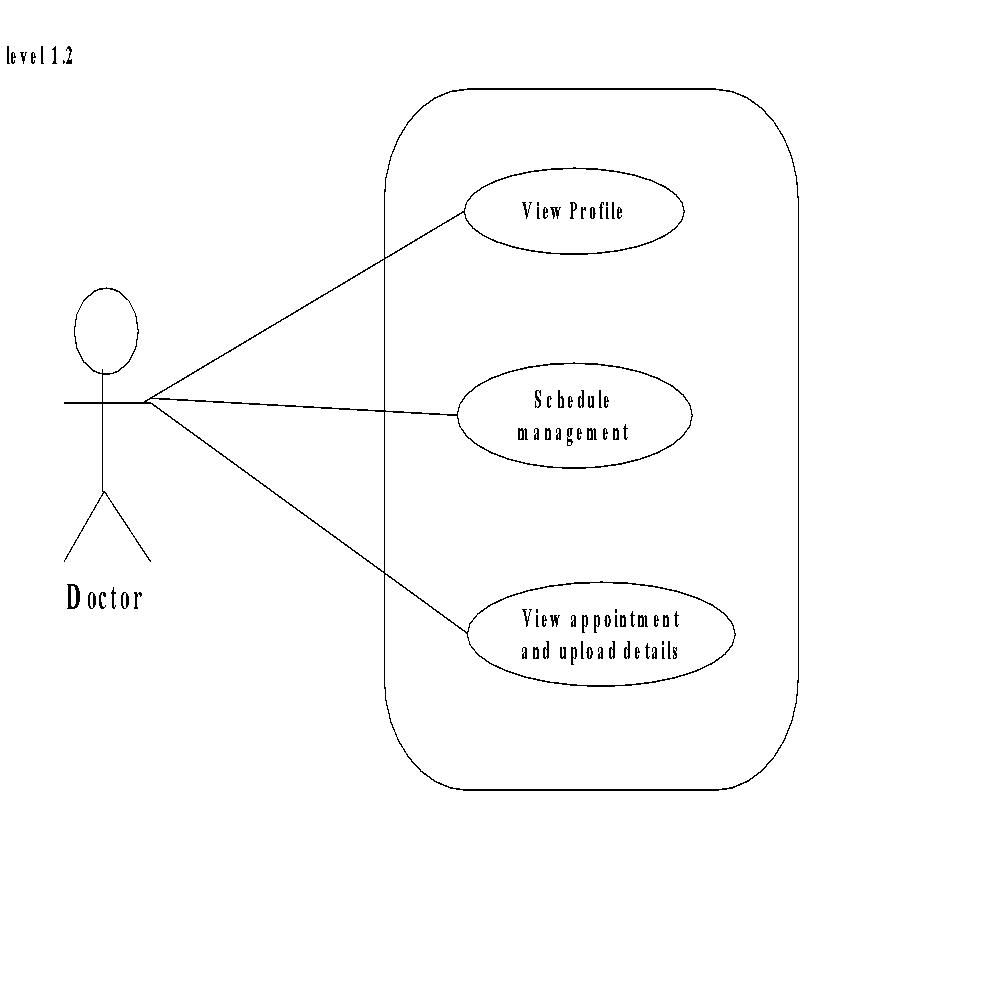 level 1.2
View Profile
Schedule
management
View appointment
and upload details
Doctor